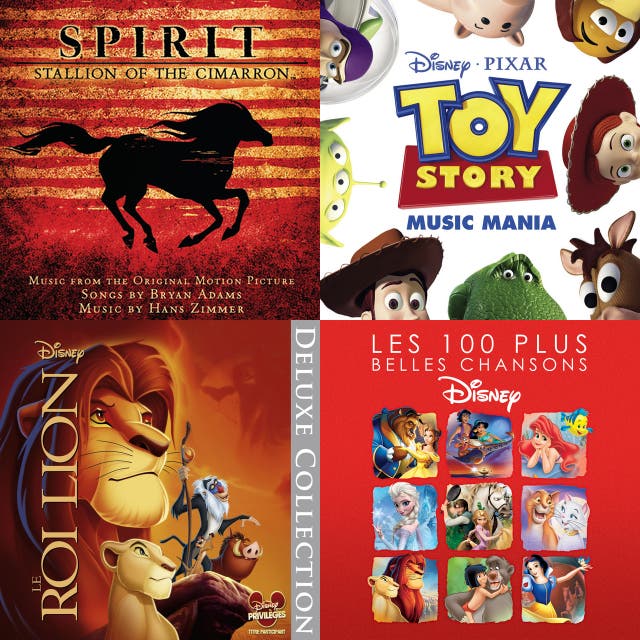 SPIRIT
STALLION OF THE CIMARRON
MUSIC FROM THE ORIGINAL MOTION PICTURE
SONGS BY BRYAN ADAMS
MUSIC BY HANS ZIMMER
Disney · PIXAR
TOY
STORY
MUSIC MANIA
Disney
LE
ROI LION
DELUXE COLLECTION
Disney
PRIVILÈGES
TITRE PARTICIPANT
LES 100 PLUS
BELLES CHANSONS
Disney